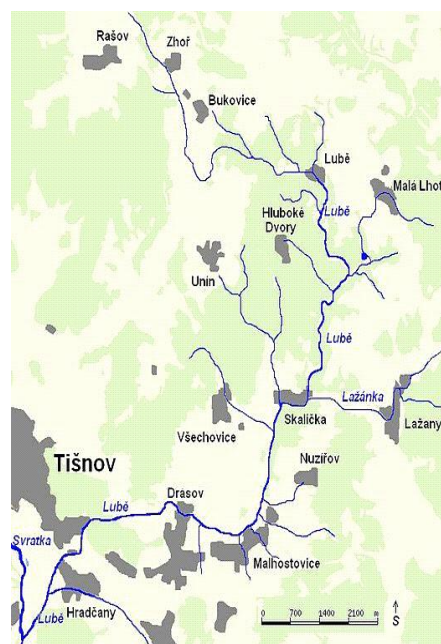 Rašov
Zhoř
Bukovice
Lubě
Lubě
Malá Lhot
Hluboké
Dvory
Unín
Lubě
Lažánka
Skalička
Lažany
Všechovice
Nuzířov
Tišnov
Drasov
Lubě
Svratka
Malhostovice
Hradčany
Lubě
0 700 1400 2100 m
S